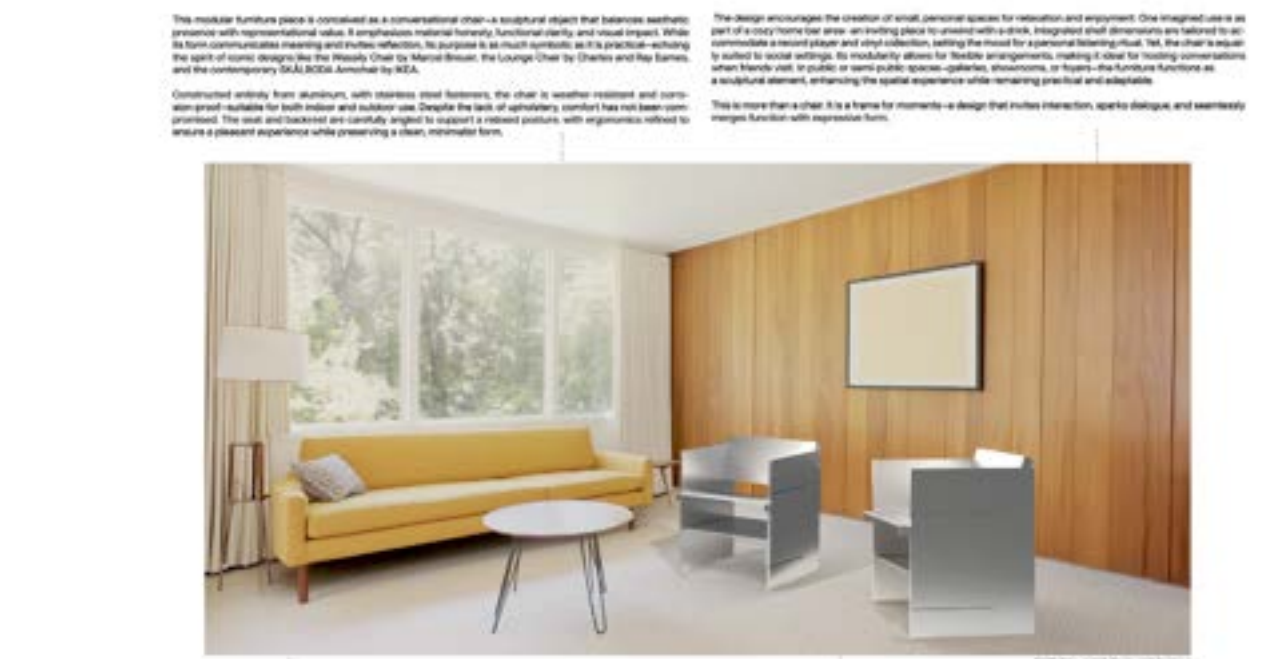 This modular furniture piece is conceived as a conversational chair—a sculptural object that balances aesthetic
presence with representational value. It emphasizes material honesty, functional clarity, and visual impact. While
its form communicates meaning and invites reflection, its purpose is as much symbolic as it is practical—echoing
the spirit of iconic designs like the Wassily Chair by Marcel Breuer, the Lounge Chair by Charles and Ray Eames,
and the contemporary SKÅLBODA Armchair by IKEA.
Constructed entirely from aluminum, with stainless steel fasteners, the chair is weather-resistant and corro-
sion-proof—suitable for both indoor and outdoor use. Despite the lack of upholstery, comfort has not been com-
promised. The seat and backrest are carefully angled to support a relaxed posture, with ergonomics refined to
ensure a pleasant experience while preserving a clean, minimalist form.
The design encourages the creation of small, personal spaces for relaxation and enjoyment. One imagined use is as
part of a cozy home bar area—an inviting place to unwind with a drink. Integrated shelf dimensions are tailored to ac-
commodate a record player and vinyl collection, setting the mood for a personal listening ritual. Yet, the chair is equal-
ly suited to social settings. Its modularity allows for flexible arrangements, making it ideal for hosting conversations
when friends visit. In public or semi-public spaces—galleries, showrooms, or foyers—the furniture functions as
a sculptural element, enhancing the spatial experience while remaining practical and adaptable.
This is more than a chair. It is a frame for moments—a design that invites interaction, sparks dialogue, and seamlessly
merges function with expressive form.